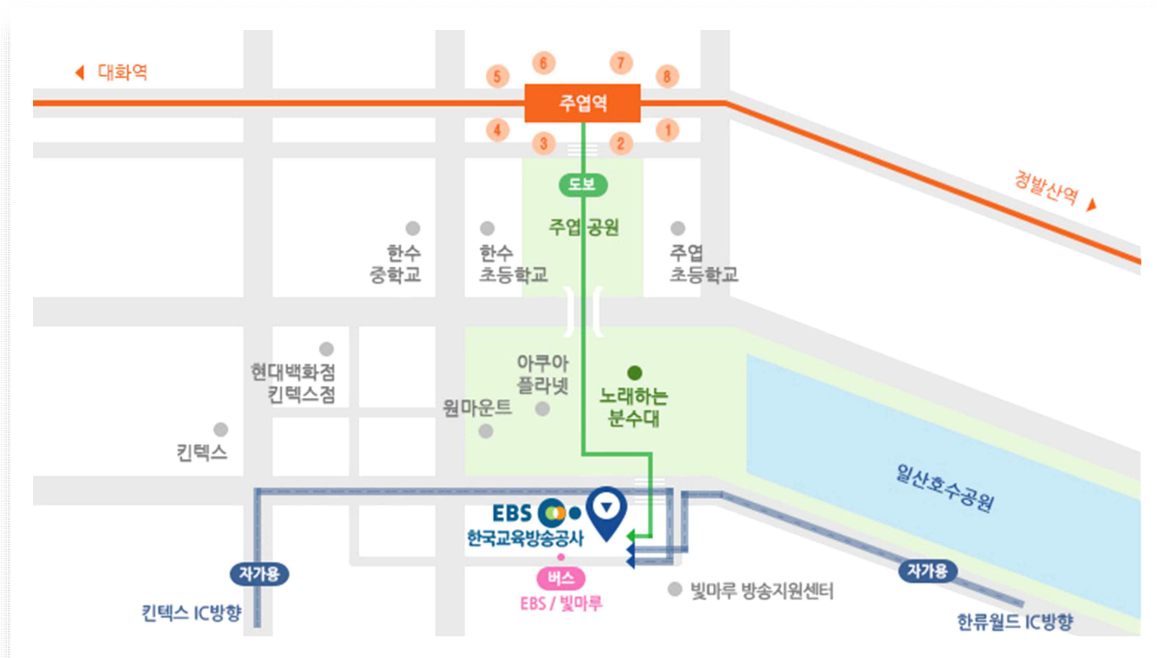 대화역
5
6
7
8
주엽역
4
3
2
1
도보
정발산역
주엽 공원
한수
중학교
한수
초등학교
주엽
초등학교
현대백화점
킨텍스점
아쿠아
플라넷
원마운트
노래하는
분수대
킨텍스
일산호수공원
EBS
한국교육방송공사
자가용
킨텍스 IC방향
버스
EBS / 빛마루
빛마루 방송지원센터
자가용
한류월드 IC방향